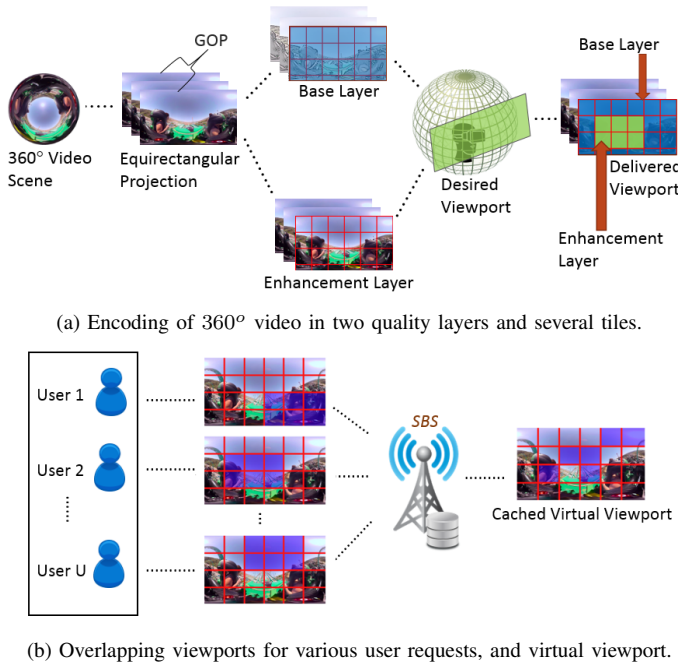 GOP
Base Layer
360° Video
Scene
Equirectangular
Projection
Enhancement Layer
Desired
Viewport
Base Layer
Delivered
Viewport
Enhancement
Layer
(a) Encoding of 360° video in two quality layers and several tiles.
User 1
User 2
User U
SBS
Cached Virtual Viewport
(b) Overlapping viewports for various user requests, and virtual viewport.